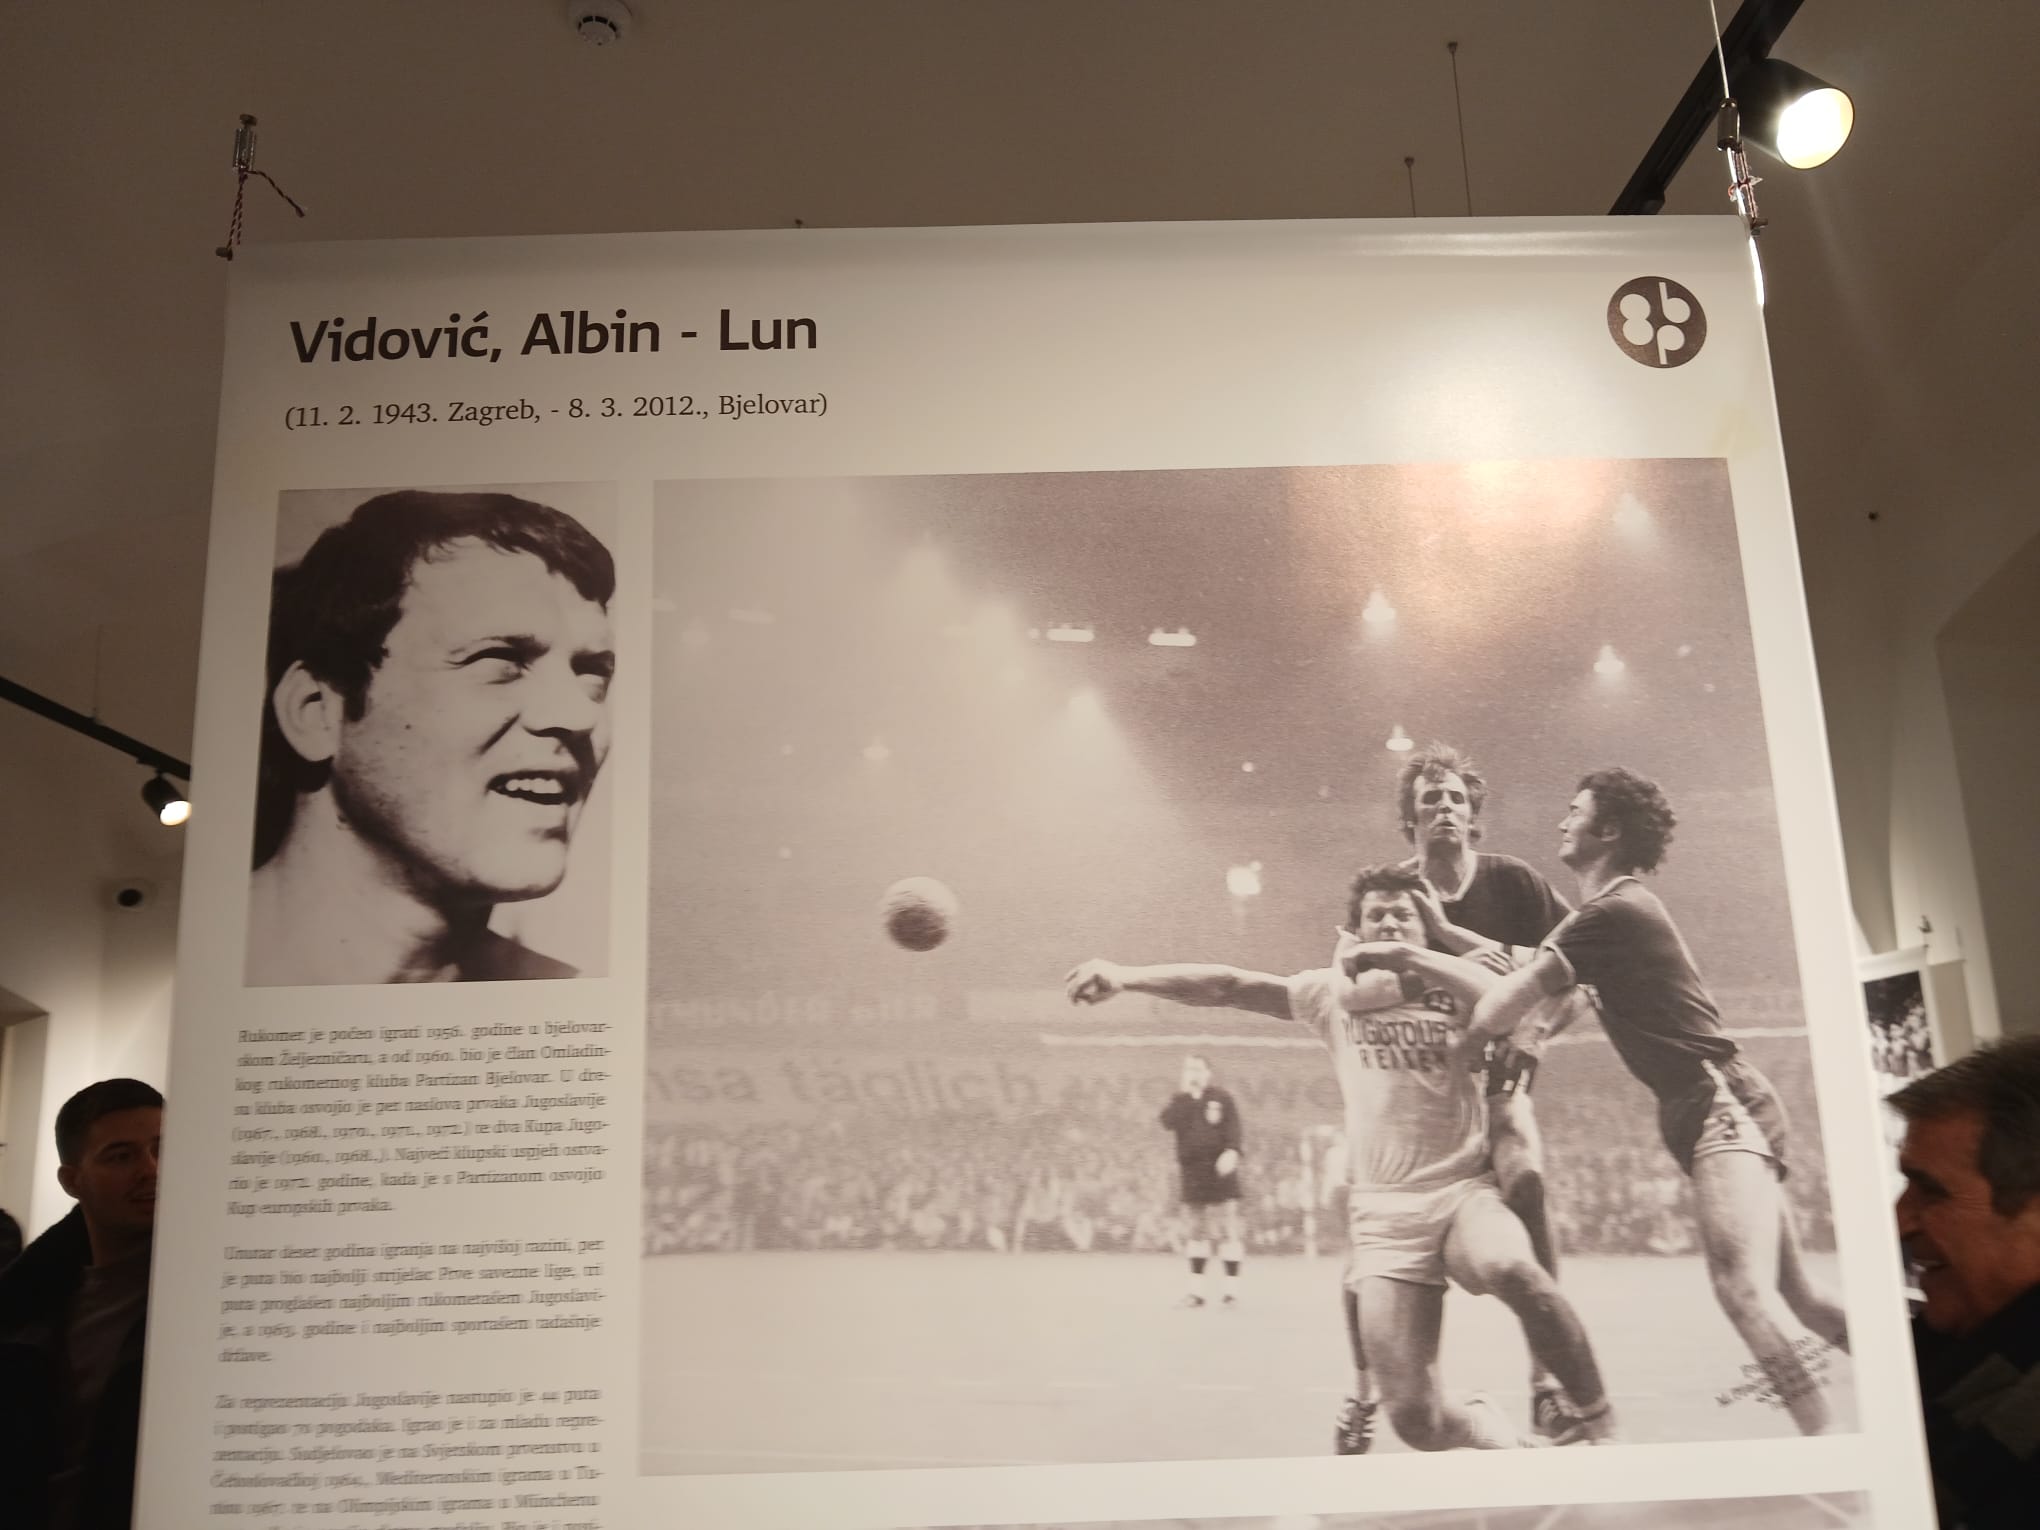 Vidović, Albin - Lun
(11. 2. 1943. Zagreb, - 8. 3. 2012., Bjelovar)
8bp
Rukomet je počeo igrati 1956. godine u bjelovar-
skom Željezničaru, a od 1960. bio je član Omladin-
kog rukometnog kluba Partizan Bjelovar. U dre-
su kluba osvojio je pet naslova prvaka Jugoslavije
(1967., 1968., 1970., 1971., 1972.) te dva Kupa Jugo-
slavije (1960., 1968.,). Najveći klupski uspjeh ostva-
rio je 1972. godine, kada je s Partizanom osvojio
Kup europskih prvaka.
Unutar deset godina igranja na najvišoj razini, pet
je puta bio najbolji strijelac Prve savezne lige, tri
puta proglašen najboljim rukometašem Jugoslavi-
je, a godine i najboljim sportašem tadašnje
države.
Za reprezentaciju Jugoslavije nastupio je 44 puta
i postigao pogodaka. Igrao je i za mladu repre-
zentaciju. Sudjelovao je na Svjetskom prvenstvu u
Čehoslovačkoj 1964., Mediteranskim igrama u Tu-
nisu 1967. te na Olimpijskim igrama u Münchenu
YUGOTOUR
REISEN